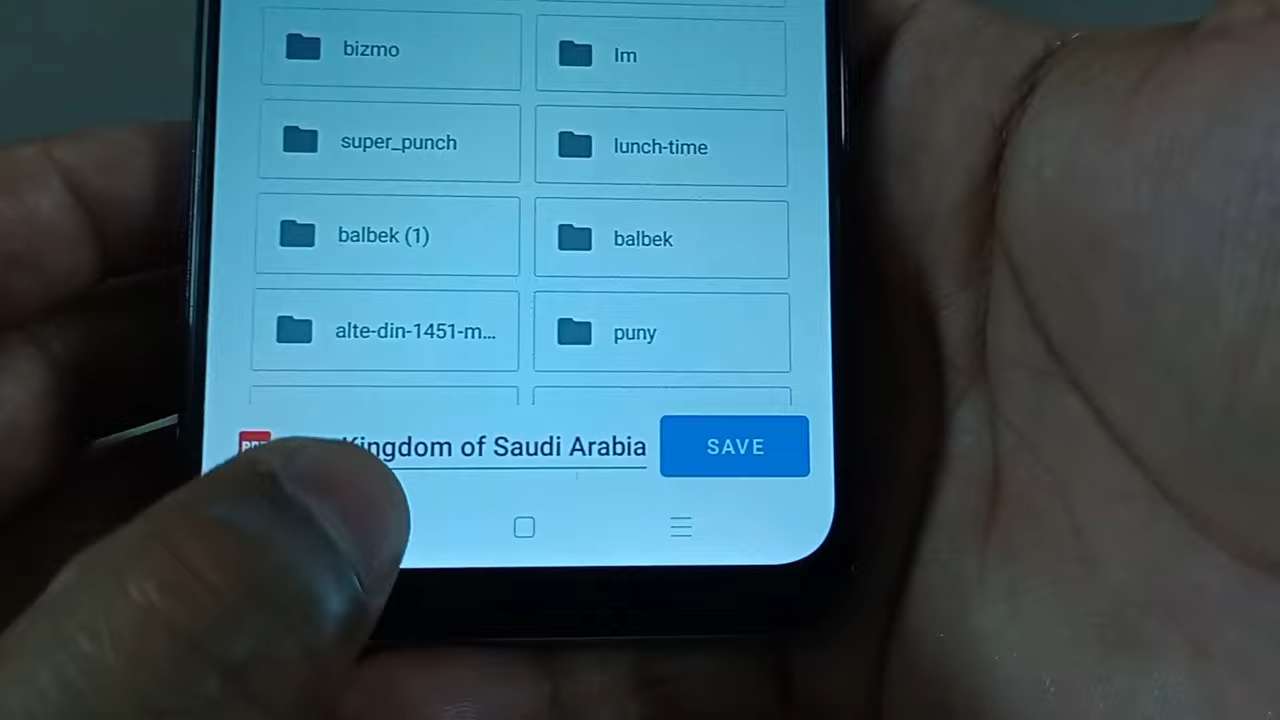 bizmo
lm
super_punch
lunch-time
balbek (1)
balbek
alte-din-1451-m...
puny
Kingdom of Saudi Arabia
SAVE